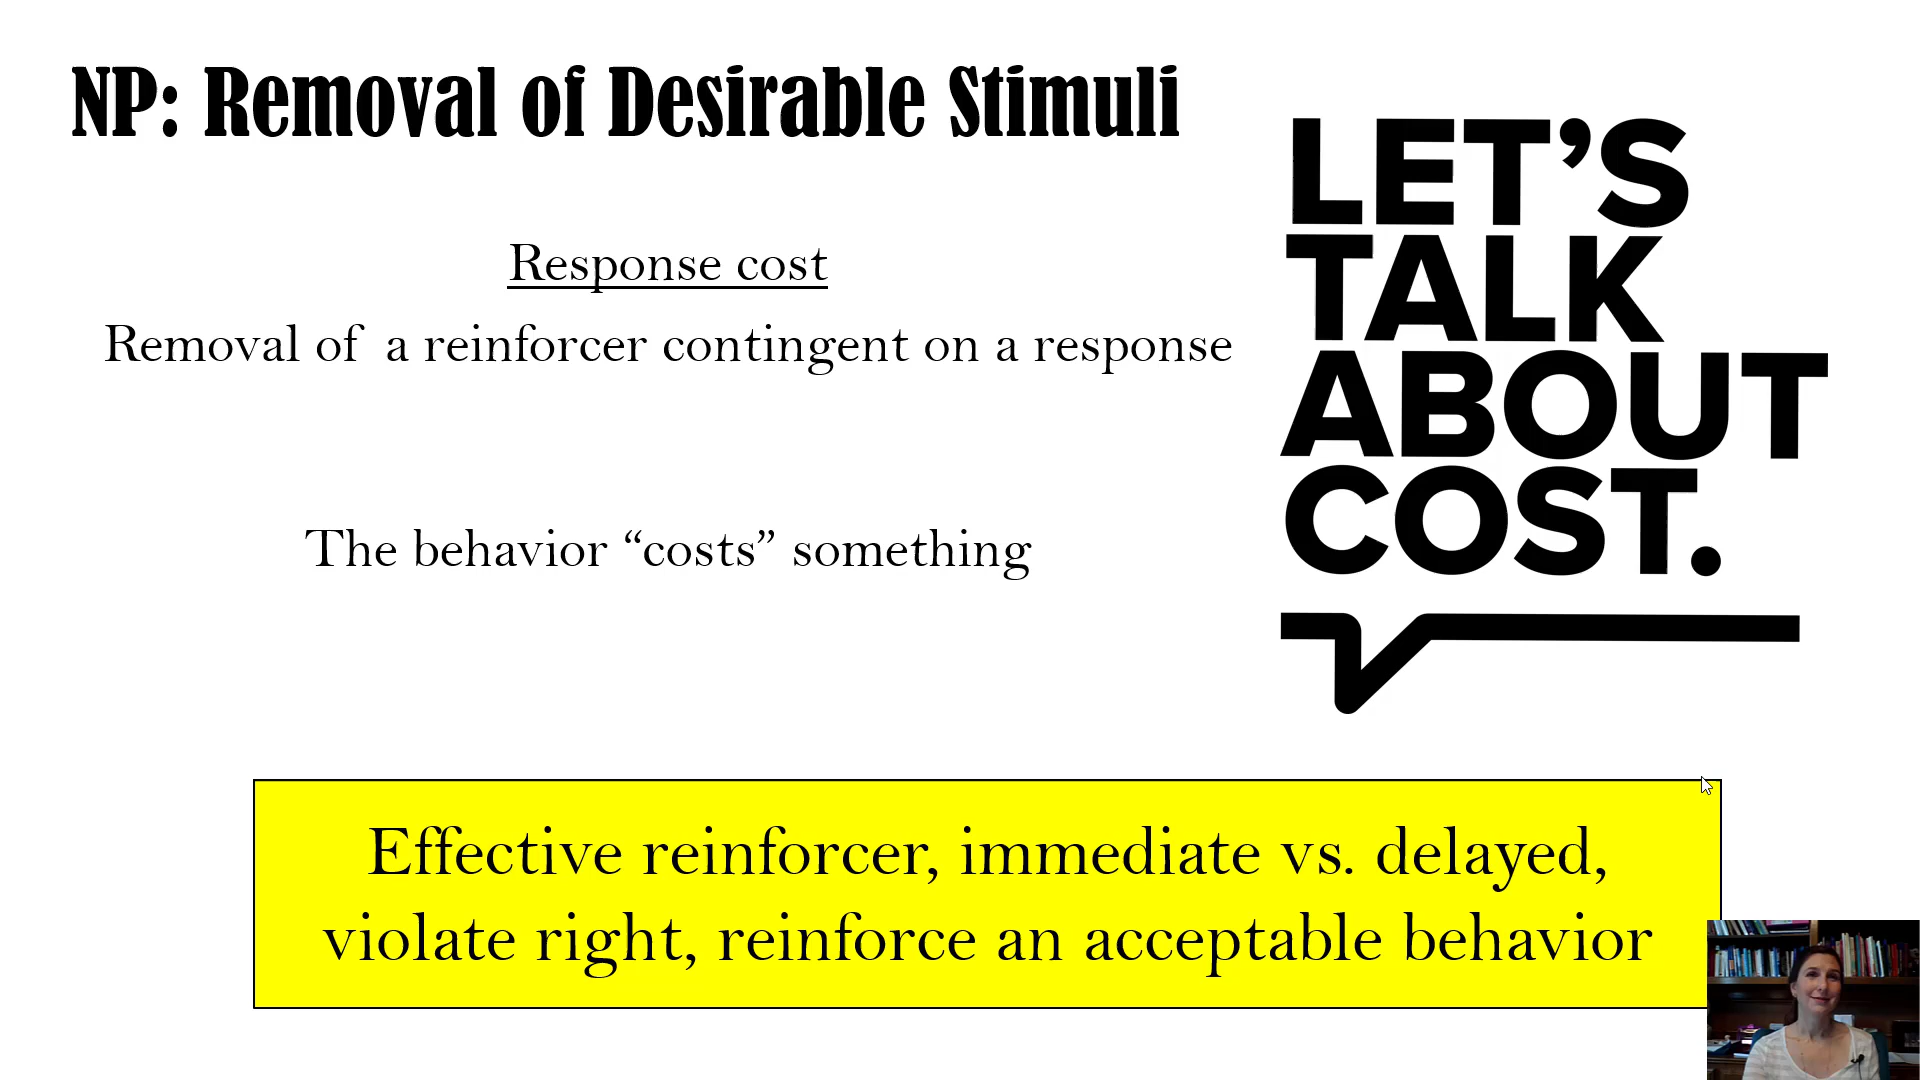 NP: Removal of Desirable Stimuli
Response cost
Removal of a reinforcer contingent on a response
The behavior “costs” something
LET’S
TALK
ABOUT
COST.
Effective reinforcer, immediate vs. delayed,
violate right, reinforce an acceptable behavior